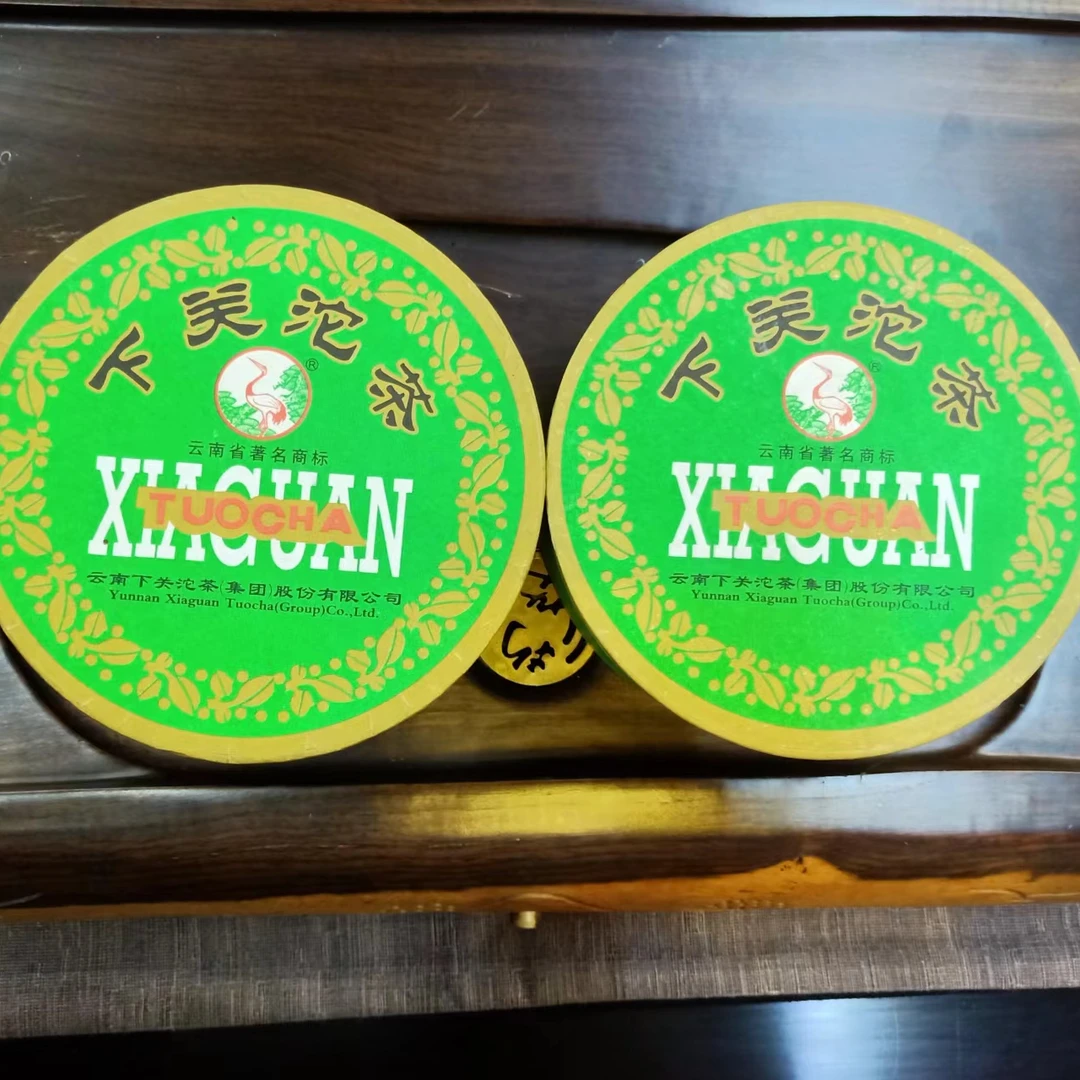 下关沱茶
®
云南省著名商标
XIAGUAN
TUOCHA
云南下关沱茶(集团)股份有限公司
Yunnan Xiaguan Tuocha(Group)Co.,Ltd.
下关沱茶
®
云南省著名商标
XIAGUAN
TUOCHA
云南下关沱茶(集团)股份有限公司
Yunnan Xiaguan Tuocha(Group)Co.,Ltd.